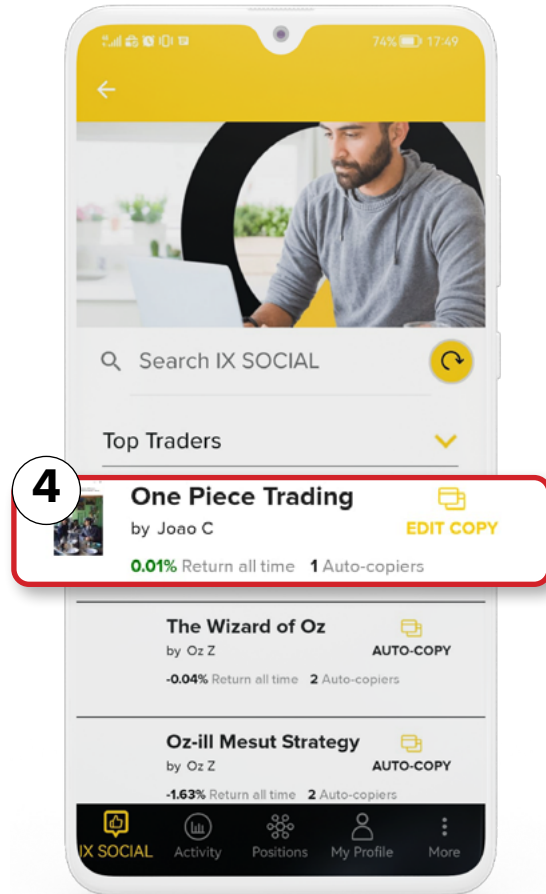 74% 17:49
Search IX SOCIAL
Top Traders
4
One Piece Trading
by Joao C
EDIT COPY
0.01% Return all time 1 Auto-copiers
The Wizard of Oz
by Oz Z
AUTO-COPY
-0.04% Return all time 2 Auto-copiers
Oz-ill Mesut Strategy
by Oz Z
AUTO-COPY
-1.63% Return all time 2 Auto-copiers
IX SOCIAL Activity Positions My Profile More